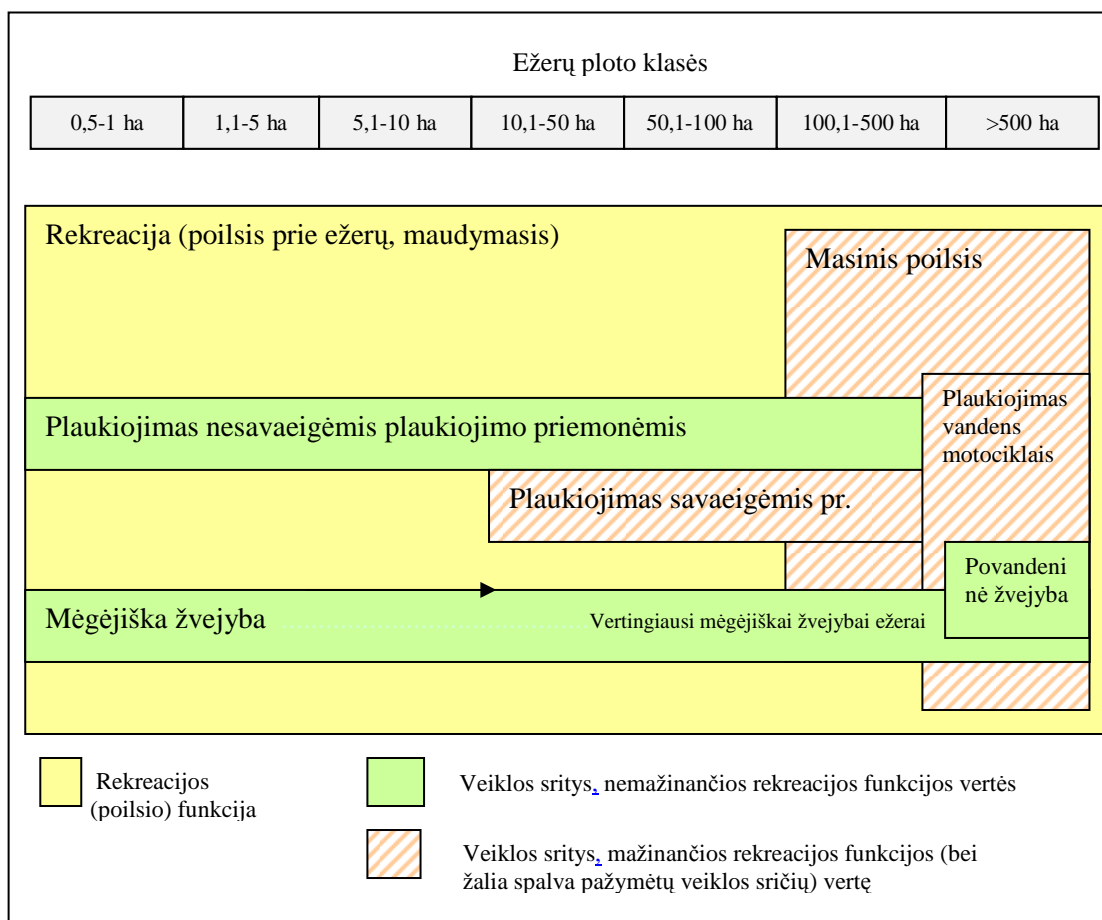 Ežerų ploto klasės
0,5-1 ha 1,1-5 ha 5,1-10 ha 10,1-50 ha 50,1-100 ha 100,1-500 ha >500 ha
Rekreacija (poilsis prie ežerų, maudymasis)
Masinis poilsis
Plaukiojimas nesavaeigėmis plaukiojimo priemonėmis
Plaukiojimas
vandens
motociklais
Plaukiojimas savaeigėmis pr.
Povandeni
nė žvejyba
Mėgėjiška žvejyba
Vertingiausi mėgėjiškai žvejybai ežerai
Rekreacijos
(poilsio) funkcija
Veiklos sritys, nemažinančios rekreacijos funkcijos vertės
Veiklos sritys, mažinančios rekreacijos funkcijos (bei
žalia spalva pažymėtų veiklos sričių) vertę